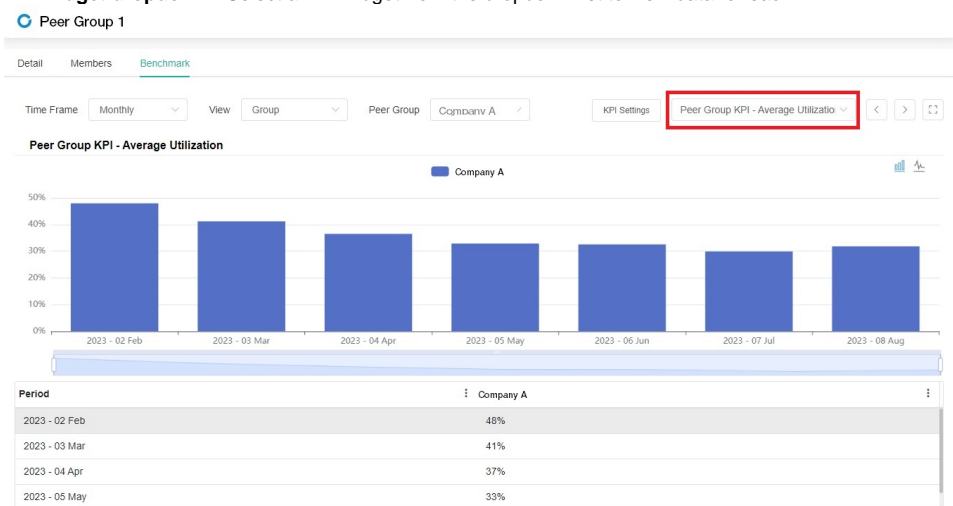 Peer Group 1
Detail Members Benchmark
Time Frame Monthly View Group Peer Group Company A KPI Settings Peer Group KPI - Average Utilizatio
Peer Group KPI - Average Utilization
Company A
50%
40%
30%
20%
10%
0%
2023 - 02 Feb 2023 - 03 Mar 2023 - 04 Apr 2023 - 05 May 2023 - 06 Jun 2023 - 07 Jul 2023 - 08 Aug
Period Company A
2023 - 02 Feb 48%
2023 - 03 Mar 41%
2023 - 04 Apr 37%
2023 - 05 May 33%